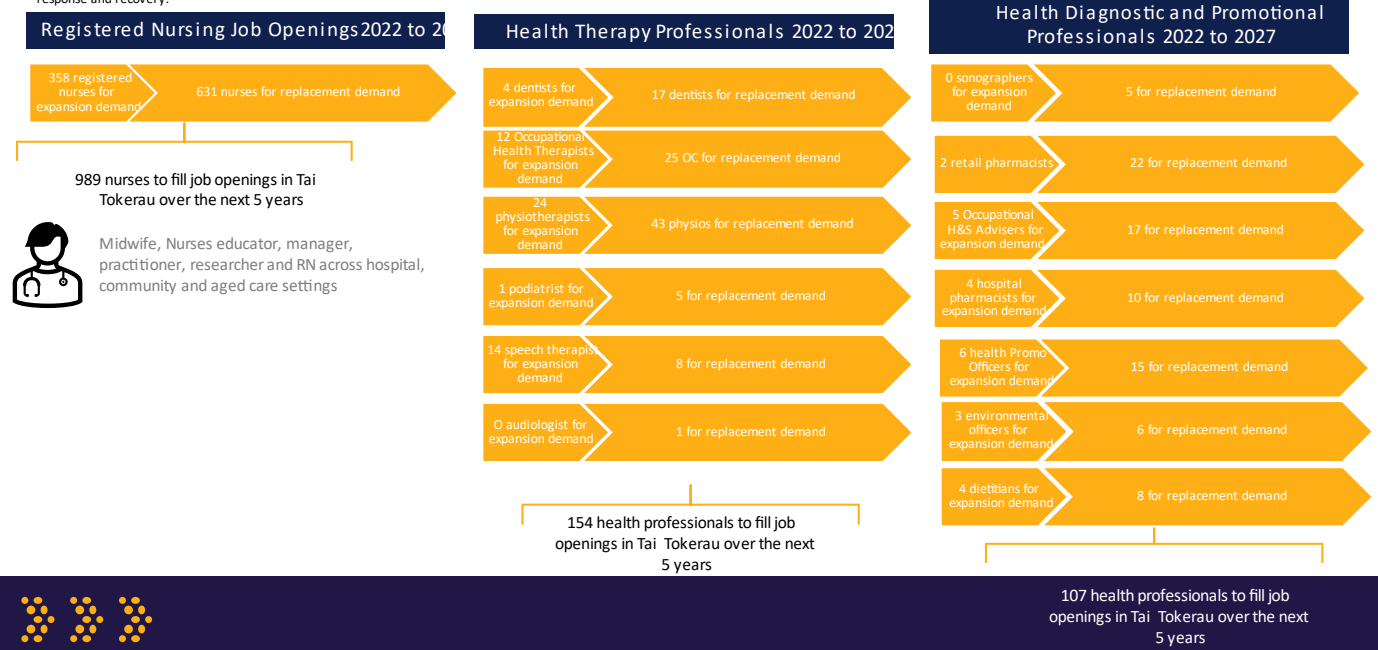 response and recovery.
Registered Nursing Job Openings 2022 to 20
358 registered
nurses for
expansion demand
631 nurses for replacement demand
989 nurses to fill job openings in Tai
Tokerau over the next 5 years
Midwife, Nurses educator, manager,
practitioner, researcher and RN across hospital,
community and aged care settings
Health Therapy Professionals 2022 to 202
4 dentists for
expansion demand
17 dentists for replacement demand
12 Occupational
Health Therapists
for expansion
demand
25 OC for replacement demand
24
physiotherapists
for expansion
demand
43 physios for replacement demand
1 podiatrist for
expansion demand
5 for replacement demand
14 speech therapist
for expansion
demand
8 for replacement demand
O audiologist for
expansion demand
1 for replacement demand
154 health professionals to fill job
openings in Tai Tokerau over the next
5 years
Health Diagnostic and Promotional
Professionals 2022 to 2027
0 sonographers
for expansion
demand
5 for replacement demand
2 retail pharmacists
22 for replacement demand
5 Occupational
H&S Advisers for
expansion demand
17 for replacement demand
4 hospital
pharmacists for
expansion demand
10 for replacement demand
6 health Promo
Officers for
expansion demand
15 for replacement demand
3 environmental
officers for
expansion demand
6 for replacement demand
4 dietitians for
expansion demand
8 for replacement demand
107 health professionals to fill job
openings in Tai Tokerau over the next
5 years